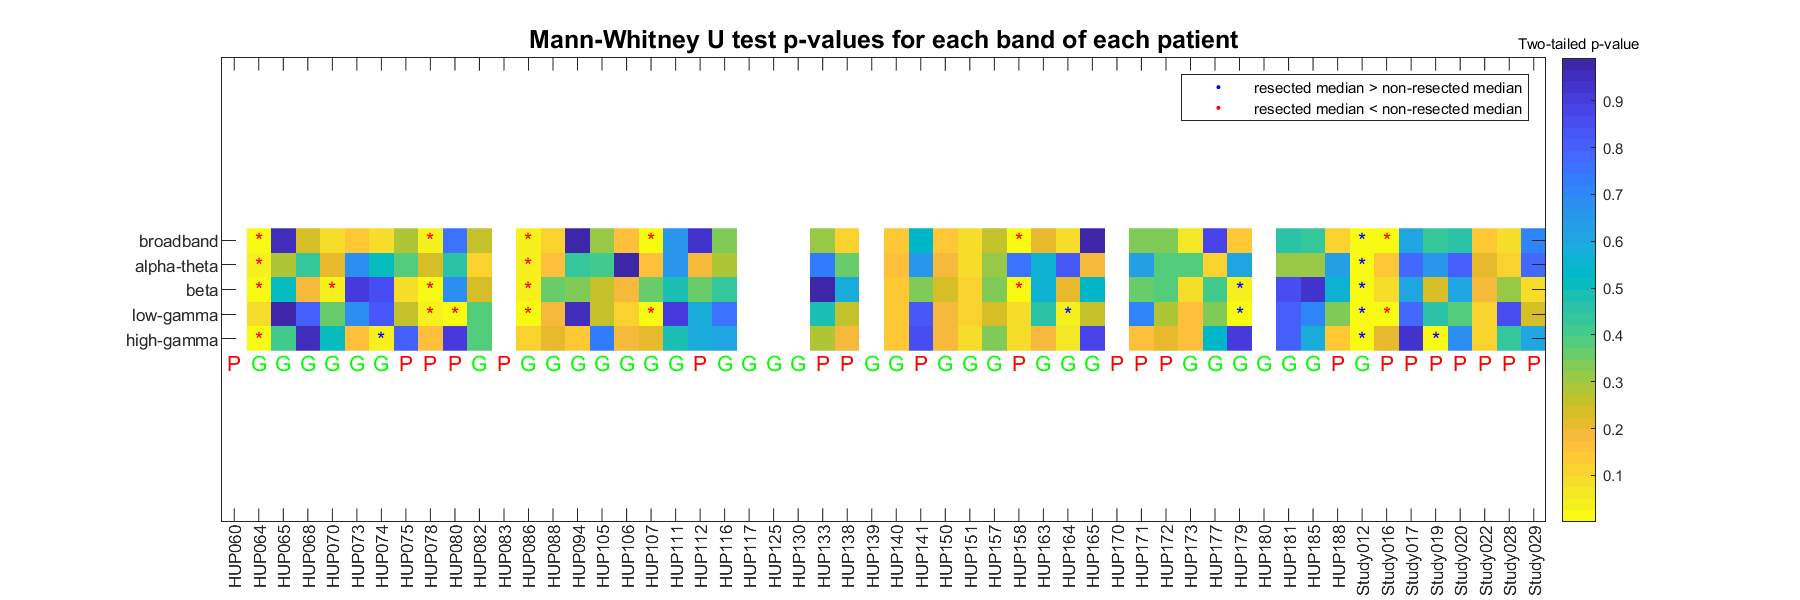 Mann-Whitney U test p-values for each band of each patient
Two-tailed p-value
resected median > non-resected median
resected median < non-resected median
0.9
0.8
0.7
0.6
0.5
0.4
0.3
0.2
0.1
broadband
alpha-theta
beta
low-gamma
high-gamma
P G G G G G G P P P G P G G G G G G G P G G G G P P G G P G G G P G G G P P P G G G G G G P G P P P P P P P
HUP060
HUP064
HUP065
HUP068
HUP070
HUP073
HUP074
HUP075
HUP078
HUP080
HUP082
HUP083
HUP086
HUP088
HUP094
HUP105
HUP106
HUP107
HUP111
HUP112
HUP116
HUP117
HUP125
HUP130
HUP133
HUP138
HUP139
HUP140
HUP141
HUP150
HUP151
HUP157
HUP158
HUP163
HUP164
HUP165
HUP170
HUP171
HUP172
HUP173
HUP177
HUP179
HUP180
HUP181
HUP185
HUP188
Study012
Study016
Study017
Study019
Study020
Study022
Study028
Study029